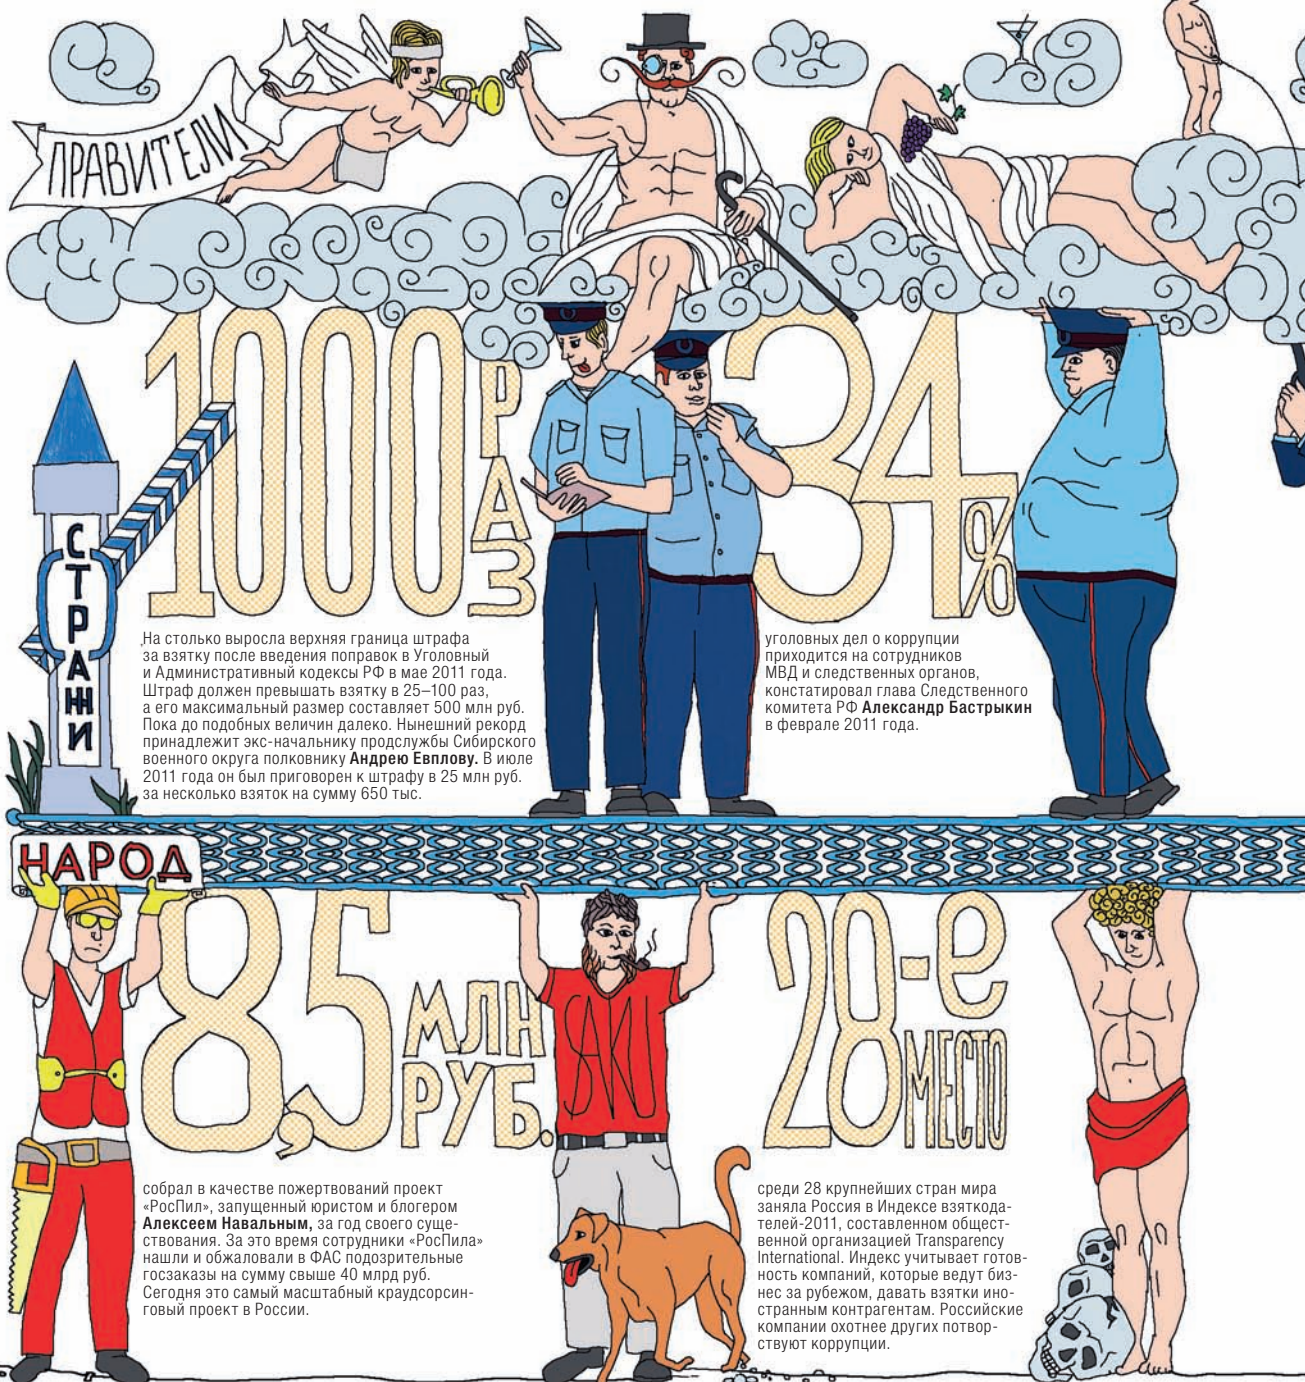 ПРАВИТЕЛИ
1000
РАЗ
34%
СТРАЖИ
На столько выросла верхняя граница штрафа
за взятку после введения поправок в Уголовный
и Административный кодексы РФ в мае 2011 года.
Штраф должен превышать взятку в 25–100 раз,
а его максимальный размер составляет 500 млн руб.
Пока до подобных величин далеко. Нынешний рекорд
принадлежит экс-начальнику продслужбы Сибирского
военного округа полковнику Андрею Евплову. В июле
2011 года он был приговорен к штрафу в 25 млн руб.
за несколько взяток на сумму 650 тыс.
уголовных дел о коррупции
приходится на сотрудников
МВД и следственных органов,
констатировал глава Следственного
комитета РФ Александр Бастрыкин
в феврале 2011 года.
НАРОД
8,5
МЛН
РУБ.
28-е
МЕСТО
собрал в качестве пожертвований проект
«РосПил», запущенный юристом и блогером
Алексеем Навальным, за год своего суще-
ствования. За это время сотрудники «РосПила»
нашли и обжаловали в ФАС подозрительные
госзаказы на сумму свыше 40 млрд руб.
Сегодня это самый масштабный краудсорсин-
говый проект в России.
среди 28 крупнейших стран мира
заняла Россия в Индексе взяткода-
телей-2011, составленном общест-
венной организацией Transparency
International. Индекс учитывает готов-
ность компаний, которые ведут биз-
нес за рубежом, давать взятки ино-
странным контрагентам. Российские
компании охотнее других потвор-
ствуют коррупции.